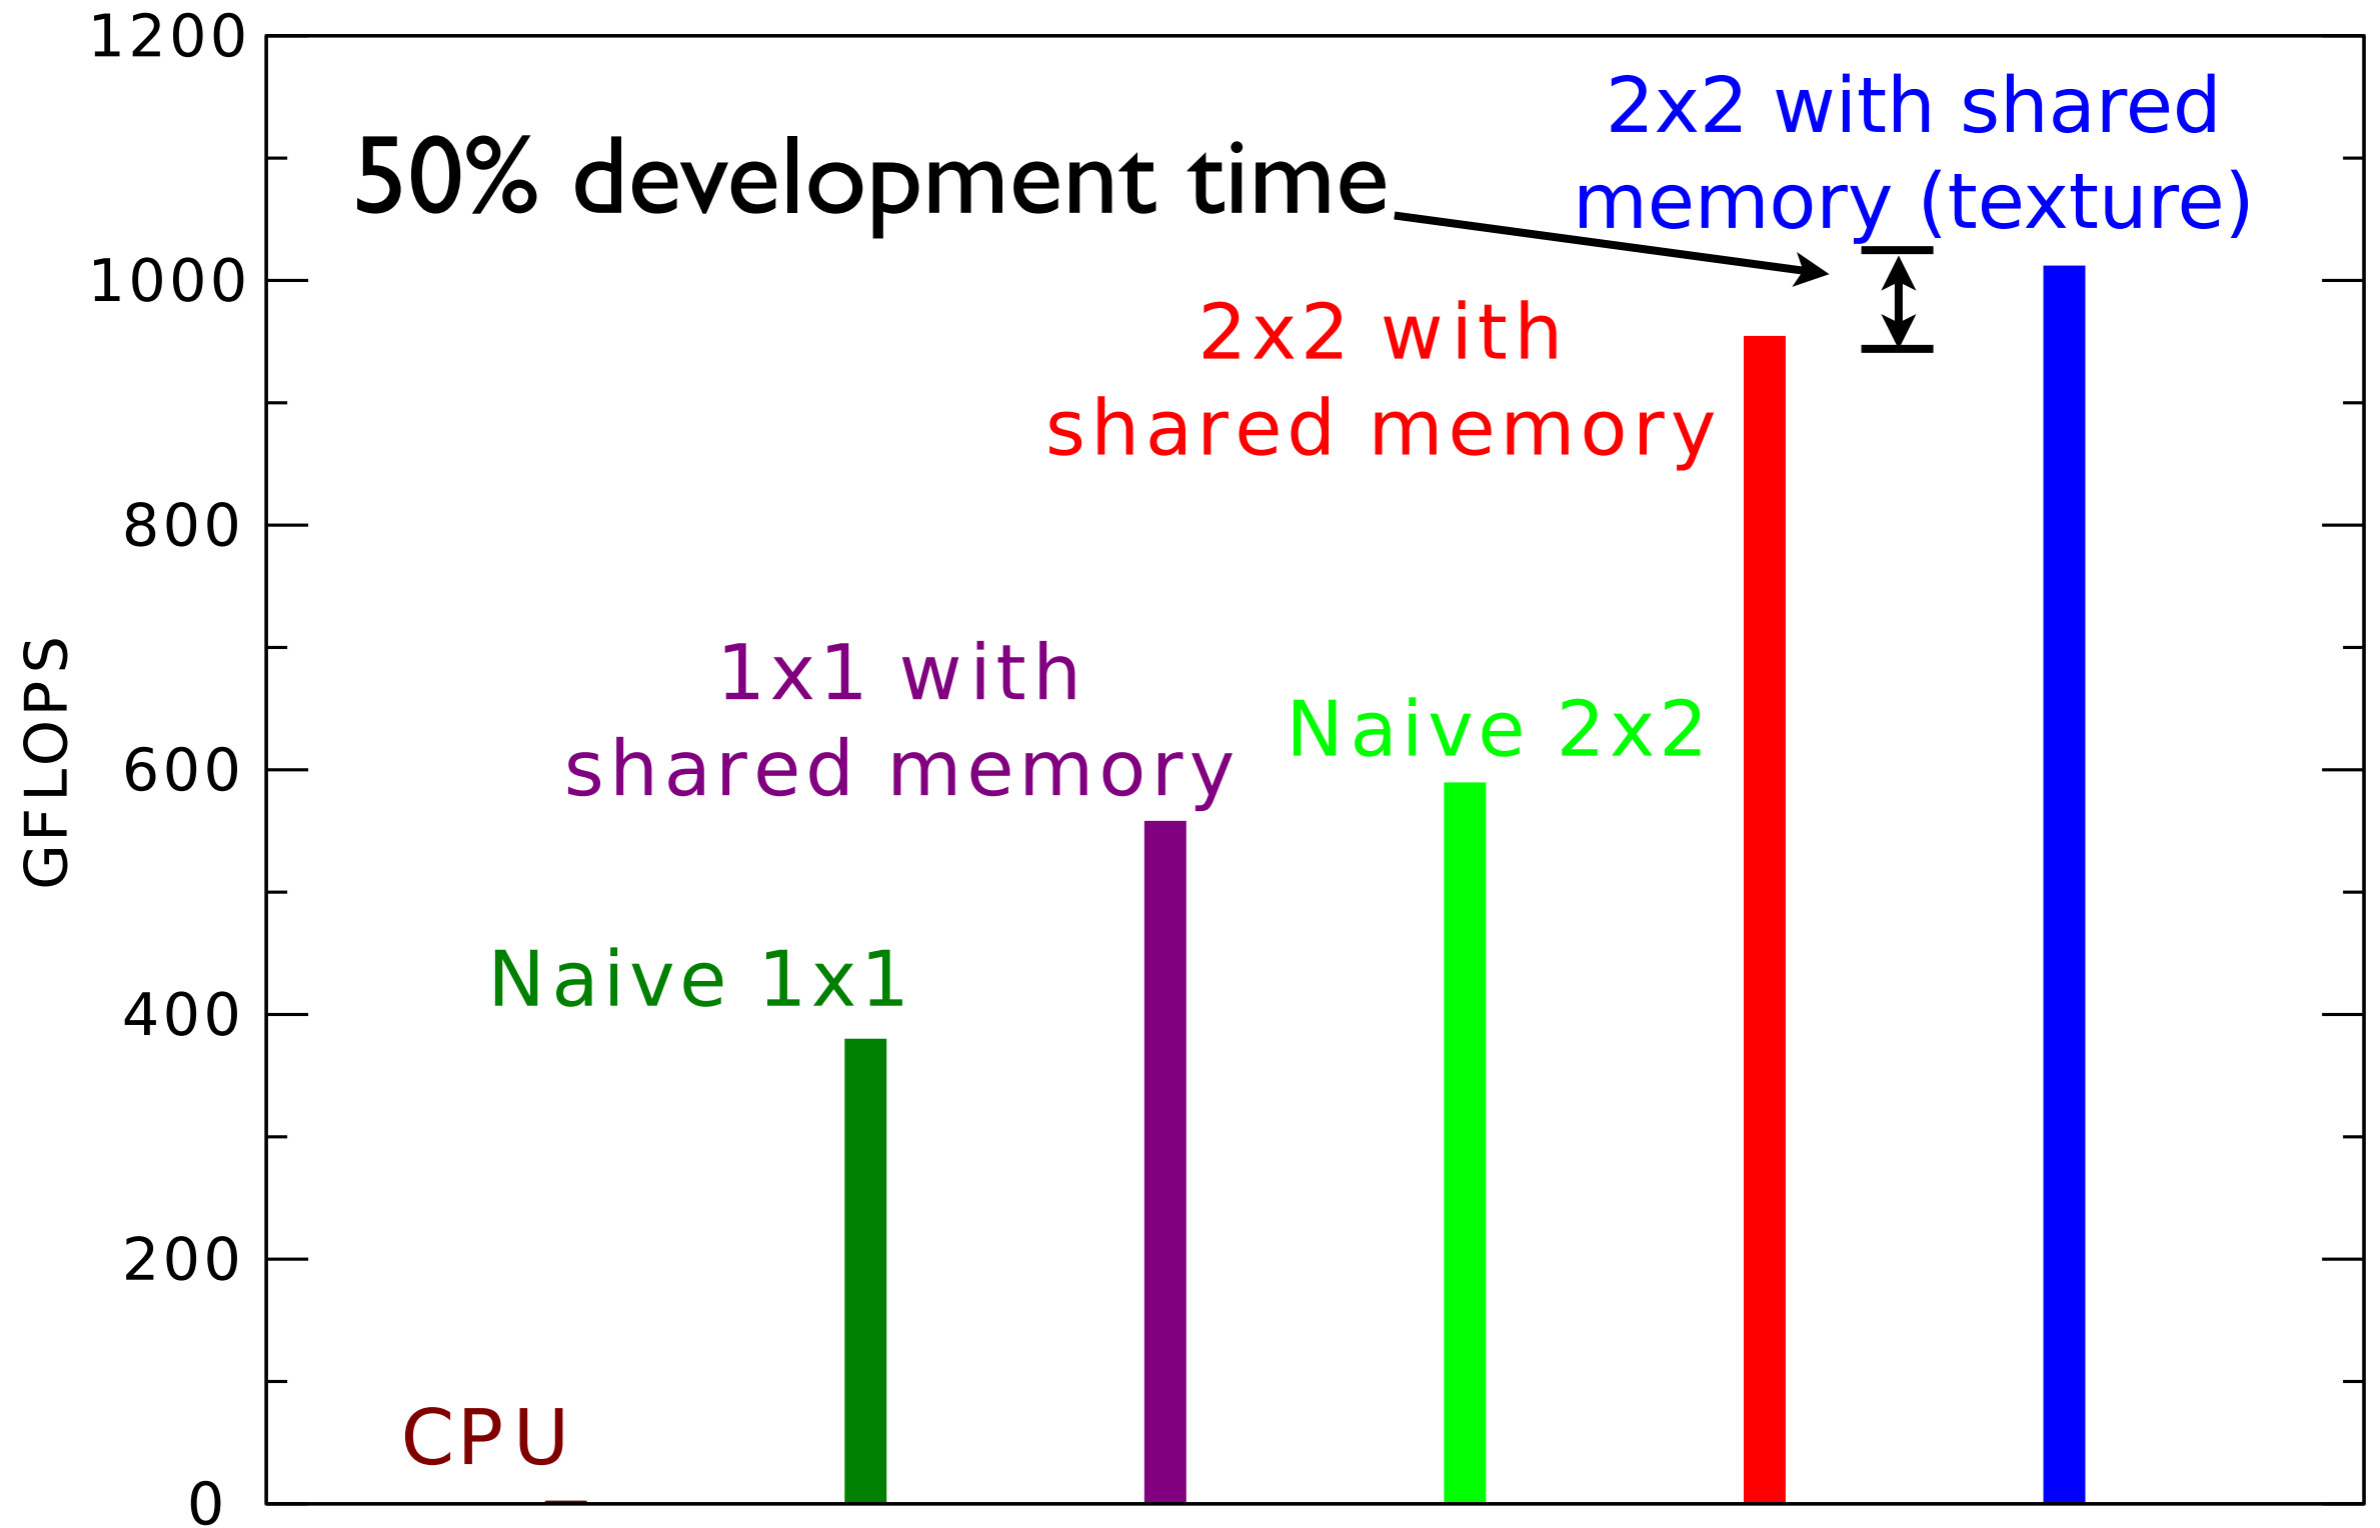 1200
1000
800
600
400
200
0
GFLOPS
50% development time
2x2 with shared
memory (texture)
2x2 with
shared memory
1x1 with
shared memory
Naive 2x2
Naive 1x1
CPU